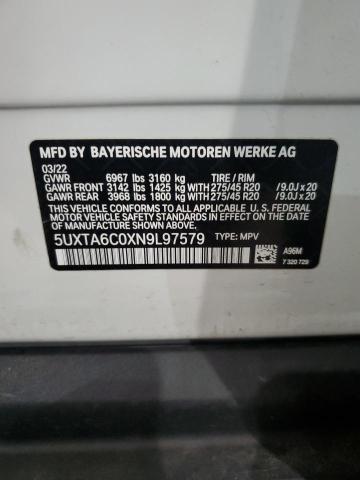 MFD BY BAYERISCHE MOTOREN WERKE AG
03/22
GVWR 6967 lbs 3160 kg TIRE / RIM
GAWR FRONT 3142 lbs 1425 kg WITH 275/45 R20 /9.0J x 20
GAWR REAR 3968 lbs 1800 kg WITH 275/45 R20 /9.0J x 20
THIS VEHICLE CONFORMS TO ALL APPLICABLE FEDERAL MOTOR
VEHICLE SAFETY STANDARDS IN EFFECT ON THE DATE
OF MANUFACTURE SHOWN ABOVE.
5UXTA6C0XN9L97579 TYPE: MPV
A96M
7 320 729